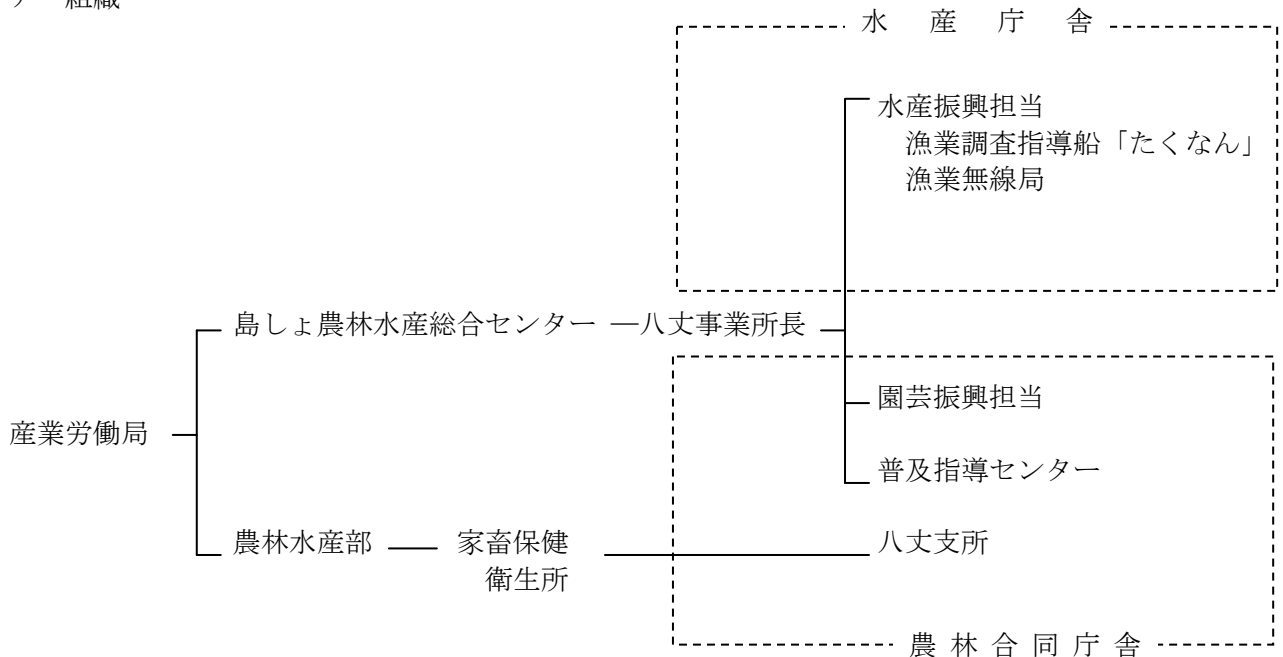 組織
水産庁舎
水産振興担当
漁業調査指導船「たくなん」
漁業無線局
島しょ農林水産総合センター ―八丈事業所長
園芸振興担当
産業労働局
普及指導センター
農林水産部
家畜保健
衛生所
八丈支所
農林合同庁舎